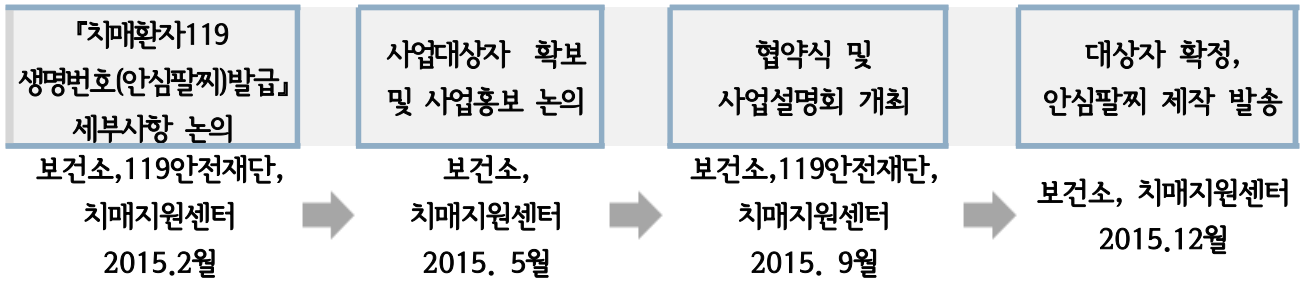 『치매환자119
생명번호(안심팔찌)발급』
세부사항 논의
보건소,119안전재단,
치매지원센터
2015.2월
사업대상자 확보
및 사업홍보 논의
보건소,
치매지원센터
2015. 5월
협약식 및
사업설명회 개최
보건소,119안전재단,
치매지원센터
2015. 9월
대상자 확정,
안심팔찌 제작 발송
보건소, 치매지원센터
2015.12월